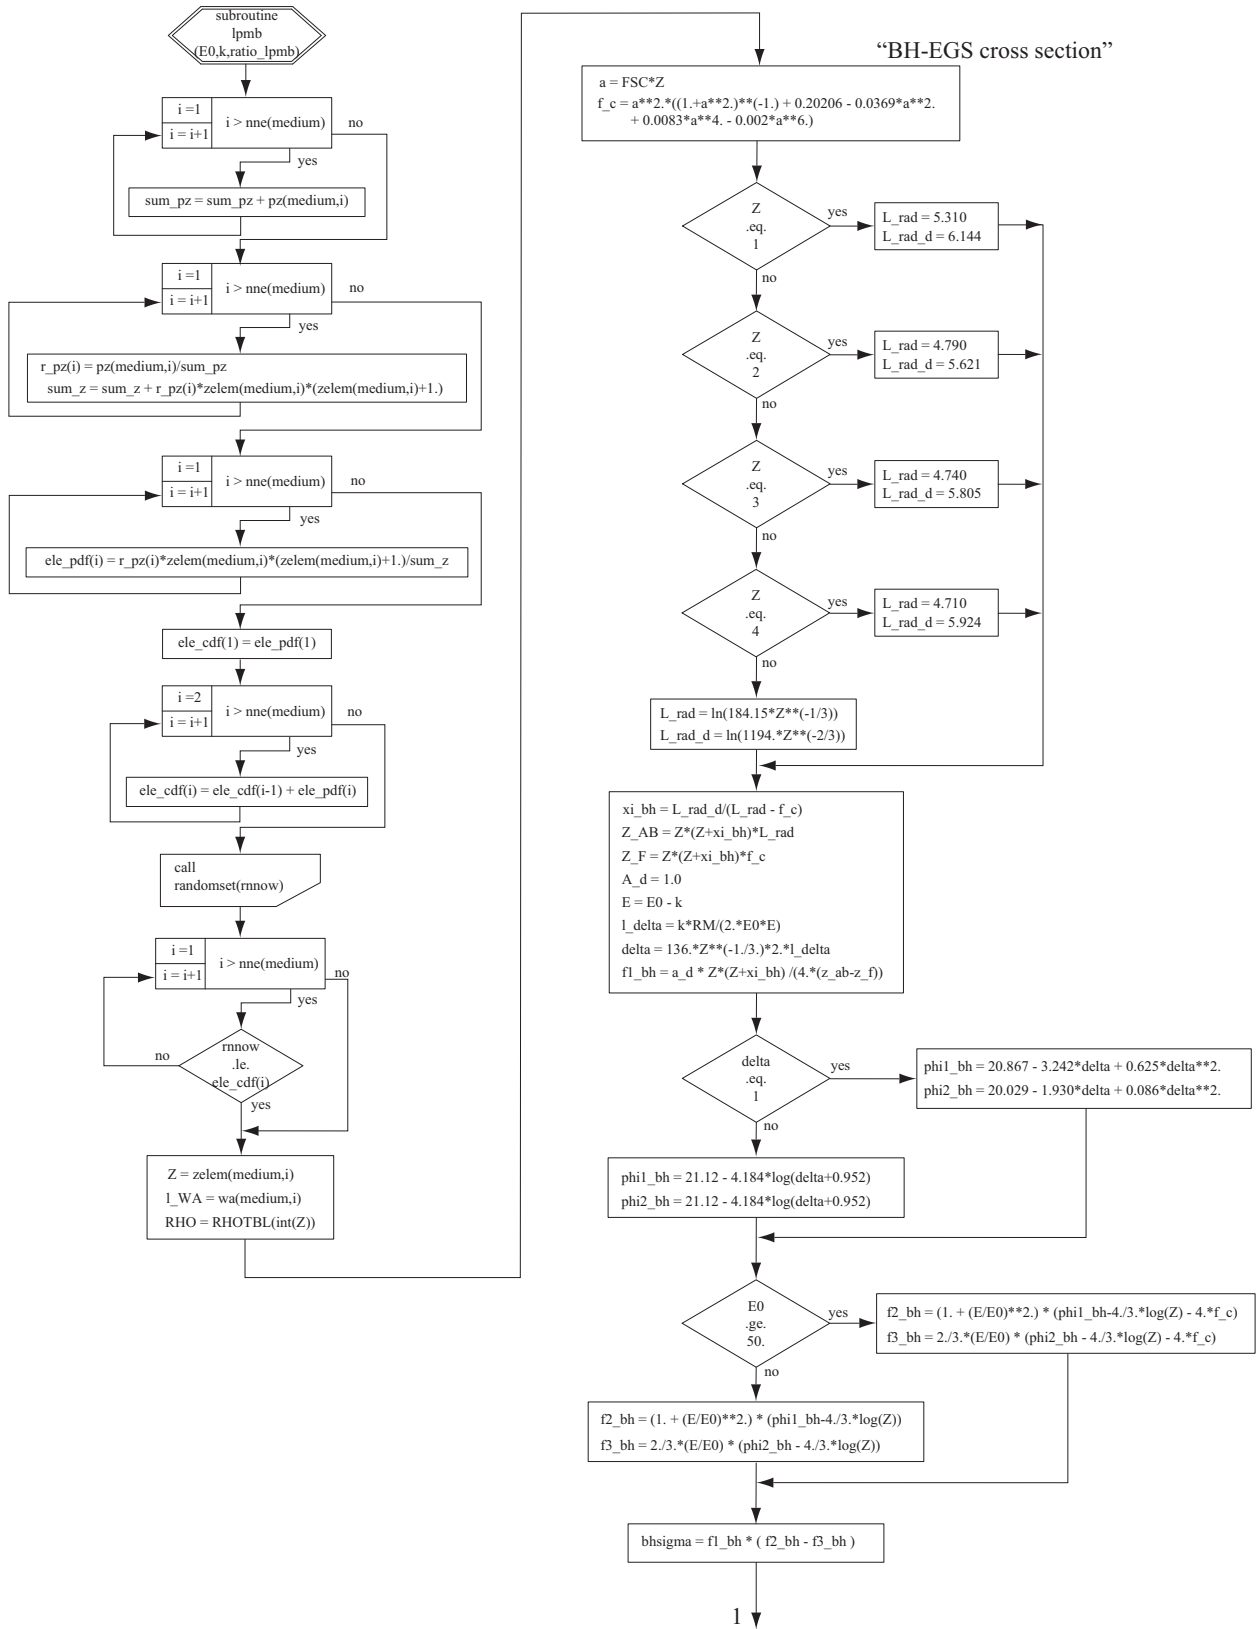 subroutine
lpmb
(E0,k,ratio_lpmb)
i =1
i = i+1
i > nne(medium)
no
yes
sum_pz = sum_pz + pz(medium,i)
i =1
i = i+1
i > nne(medium)
no
yes
r_pz(i) = pz(medium,i)/sum_pz
sum_z = sum_z + r_pz(i)*zelem(medium,i)*(zelem(medium,i)+1.)
i =1
i = i+1
i > nne(medium)
no
yes
ele_pdf(i) = r_pz(i)*zelem(medium,i)*(zelem(medium,i)+1.)/sum_z
ele_cdf(1) = ele_pdf(1)
i =2
i = i+1
i > nne(medium)
no
yes
ele_cdf(i) = ele_cdf(i-1) + ele_pdf(i)
call
randomset(rnnow)
i =1
i = i+1
i > nne(medium)
no
yes
rnnow
.le.
ele_cdf(i)
no
yes
Z = zelem(medium,i)
l_WA = wa(medium,i)
RHO = RHOTBL(int(Z))
“BH-EGS cross section”
a = FSC*Z
f_c = a**2.*((1.+a**2.)**(-1.) + 0.20206 - 0.0369*a**2.
+ 0.0083*a**4. - 0.002*a**6.)
Z
.eq.
1
yes
L_rad = 5.310
L_rad_d = 6.144
no
Z
.eq.
2
yes
L_rad = 4.790
L_rad_d = 5.621
no
Z
.eq.
3
yes
L_rad = 4.740
L_rad_d = 5.805
no
Z
.eq.
4
yes
L_rad = 4.710
L_rad_d = 5.924
no
L_rad = ln(184.15*Z**(-1/3))
L_rad_d = ln(1194.*Z**(-2/3))
xi_bh = L_rad_d/(L_rad - f_c)
Z_AB = Z*(Z+xi_bh)*L_rad
Z_F = Z*(Z+xi_bh)*f_c
A_d = 1.0
E = E0 - k
l_delta = k*RM/(2.*E0*E)
delta = 136.*Z**(-1./3.)*2.*l_delta
f1_bh = a_d * Z*(Z+xi_bh) /(4.*(z_ab-z_f))
delta
.eq.
1
yes
phi1_bh = 20.867 - 3.242*delta + 0.625*delta**2.
phi2_bh = 20.029 - 1.930*delta + 0.086*delta**2.
no
phi1_bh = 21.12 - 4.184*log(delta+0.952)
phi2_bh = 21.12 - 4.184*log(delta+0.952)
E0
.ge.
50.
yes
f2_bh = (1. + (E/E0)**2.) * (phi1_bh-4./3.*log(Z) - 4.*f_c)
f3_bh = 2./3.*(E/E0) * (phi2_bh - 4./3.*log(Z) - 4.*f_c)
no
f2_bh = (1. + (E/E0)**2.) * (phi1_bh-4./3.*log(Z))
f3_bh = 2./3.*(E/E0) * (phi2_bh - 4./3.*log(Z))
bhsigma = f1_bh * ( f2_bh - f3_bh )
1